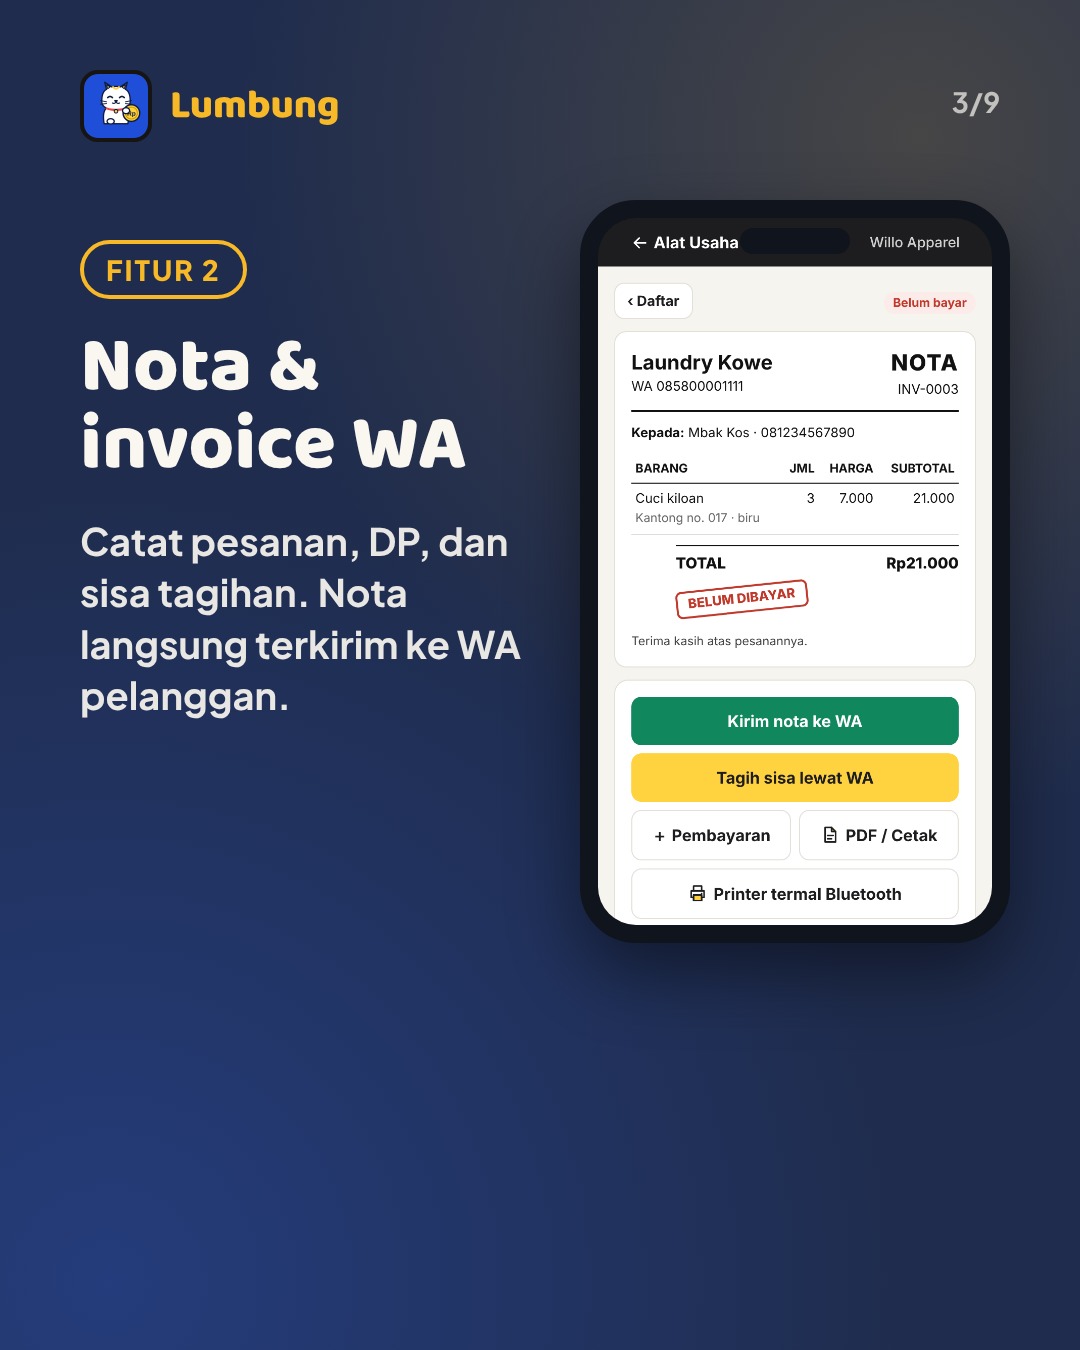 Lumbung
3/9
FITUR 2
Nota &
invoice WA
Catat pesanan, DP, dan
sisa tagihan. Nota
langsung terkirim ke WA
pelanggan.
← Alat Usaha
Willo Apparel
‹ Daftar
Belum bayar
Laundry Kowe
NOTA
WA 085800001111
INV-0003
Kepada: Mbak Kos · 081234567890
BARANG JML HARGA SUBTOTAL
Cuci kiloan 3 7.000 21.000
Kantong no. 017 · biru
TOTAL Rp21.000
BELUM DIBAYAR
Terima kasih atas pesanannya.
Kirim nota ke WA
Tagih sisa lewat WA
+ Pembayaran
PDF / Cetak
Printer termal Bluetooth